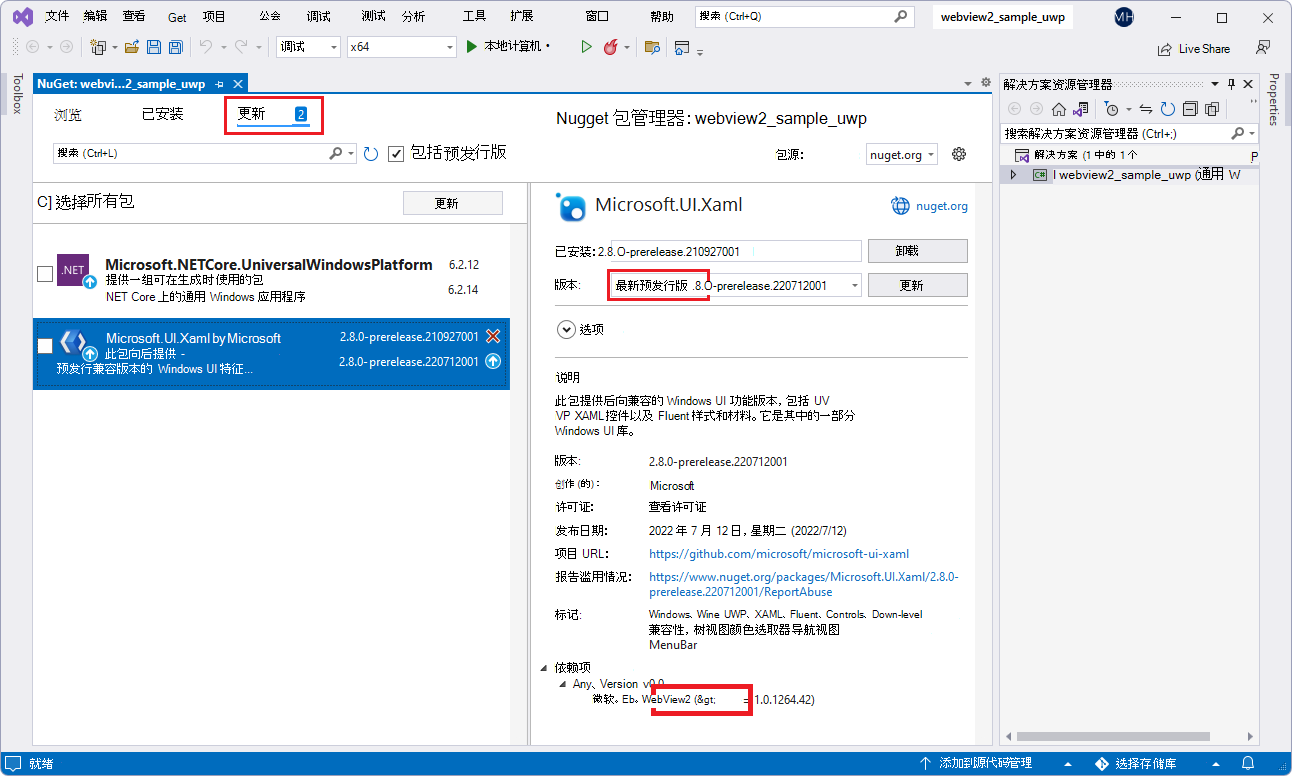 文件 编辑 查看 Get 项目 公会 调试 测试 分析 工具 扩展 窗口 帮助 搜索 (Ctrl+Q) webview2_sample_uwp MH
调试 x64 本地计算机 Live Share
Toolbox
NuGet: webvi...2_sample_uwp
浏览 已安装 更新 2
搜索 (Ctrl+L) 包括预发行版
C] 选择所有包 更新
.NET
Microsoft.NETCore.UniversalWindowsPlatform 6.2.12
提供一组可在生成时使用的包
NET Core 上的通用 Windows 应用程序 6.2.14
Microsoft.UI.Xaml by Microsoft 2.8.0-prerelease.210927001
此包向后提供 -
预发行兼容版本的 Windows UI 特征... 2.8.0-prerelease.220712001
Nugget 包管理器: webview2_sample_uwp
包源: nuget.org
Microsoft.UI.Xaml nuget.org
已安装: 2.8.O-prerelease.210927001 卸载
版本: 最新预发行版 .8.O-prerelease.220712001 更新
选项
说明
此包提供后向兼容的 Windows UI 功能版本, 包括 UV
VP XAML 控件以及 Fluent 样式和材料。它是其中的一部分
Windows UI 库。
版本: 2.8.0-prerelease.220712001
创作 (的): Microsoft
许可证: 查看许可证
发布日期: 2022 年 7 月 12 日, 星期二 (2022/7/12)
项目 URL: https://github.com/microsoft/microsoft-ui-xaml
报告滥用情况: https://www.nuget.org/packages/Microsoft.UI.Xaml/2.8.0-
prerelease.220712001/ReportAbuse
标记: Windows、Wine UWP、XAML、Fluent、Controls、Down-level
兼容性, 树视图颜色选取器导航视图
MenuBar
依赖项
Any、Version v0.0
微软。Eb。WebView2 (&gt; = 1.0.1264.42)
解决方案资源管理器
搜索解决方案资源管理器 (Ctrl+;)
解决方案 (1 中的 1个 P
C# I webview2_sample_uwp (通用 W
Properties
就绪 添加到源代码管理 选择存储库